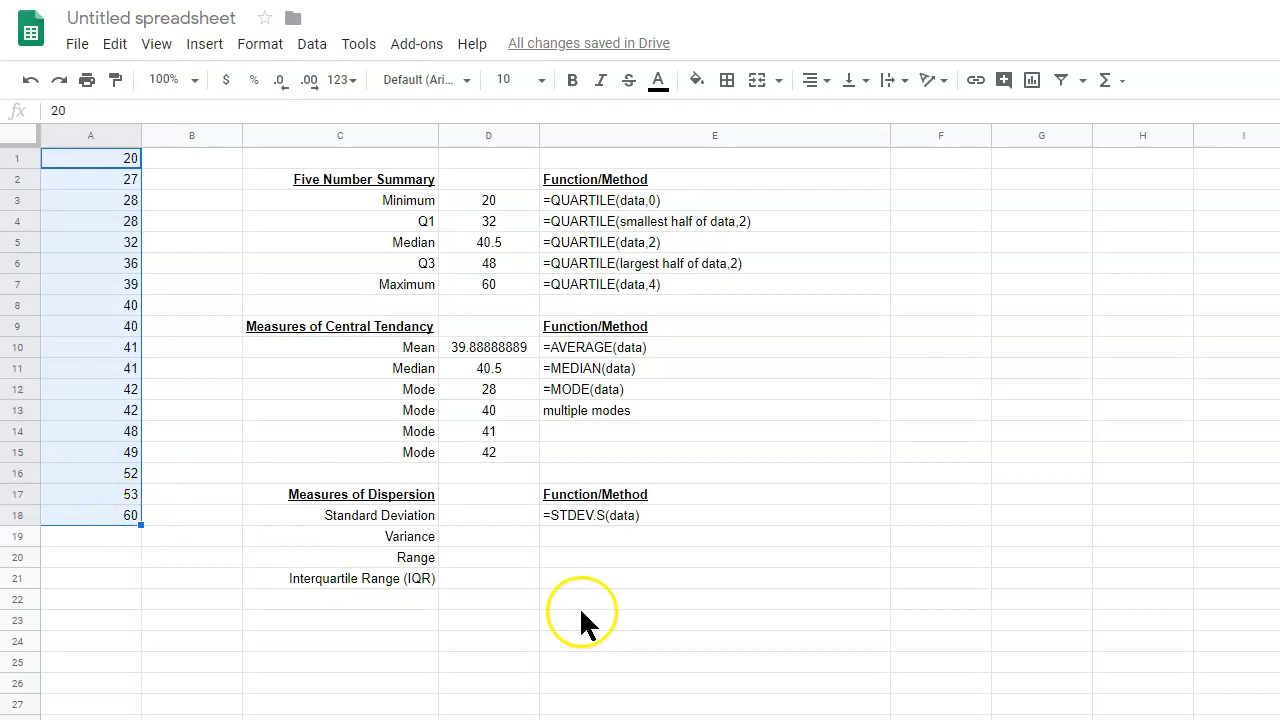 Untitled spreadsheet
File Edit View Insert Format Data Tools Add-ons Help All changes saved in Drive
100% $ % .0 .00 123 Default (Ari... 10 B I S A Σ
fx 20
A B C D E F G H I
1 20
2 27 Five Number Summary Function/Method
3 28 Minimum 20 =QUARTILE(data,0)
4 28 Q1 32 =QUARTILE(smallest half of data,2)
5 32 Median 40.5 =QUARTILE(data,2)
6 36 Q3 48 =QUARTILE(largest half of data,2)
7 39 Maximum 60 =QUARTILE(data,4)
8 40
9 40 Measures of Central Tendancy Function/Method
10 41 Mean 39.88888889 =AVERAGE(data)
11 41 Median 40.5 =MEDIAN(data)
12 42 Mode 28 =MODE(data)
13 42 Mode 40 multiple modes
14 48 Mode 41
15 49 Mode 42
16 52
17 53 Measures of Dispersion Function/Method
18 60 Standard Deviation =STDEV.S(data)
19 Variance
20 Range
21 Interquartile Range (IQR)
22
23
24
25
26
27